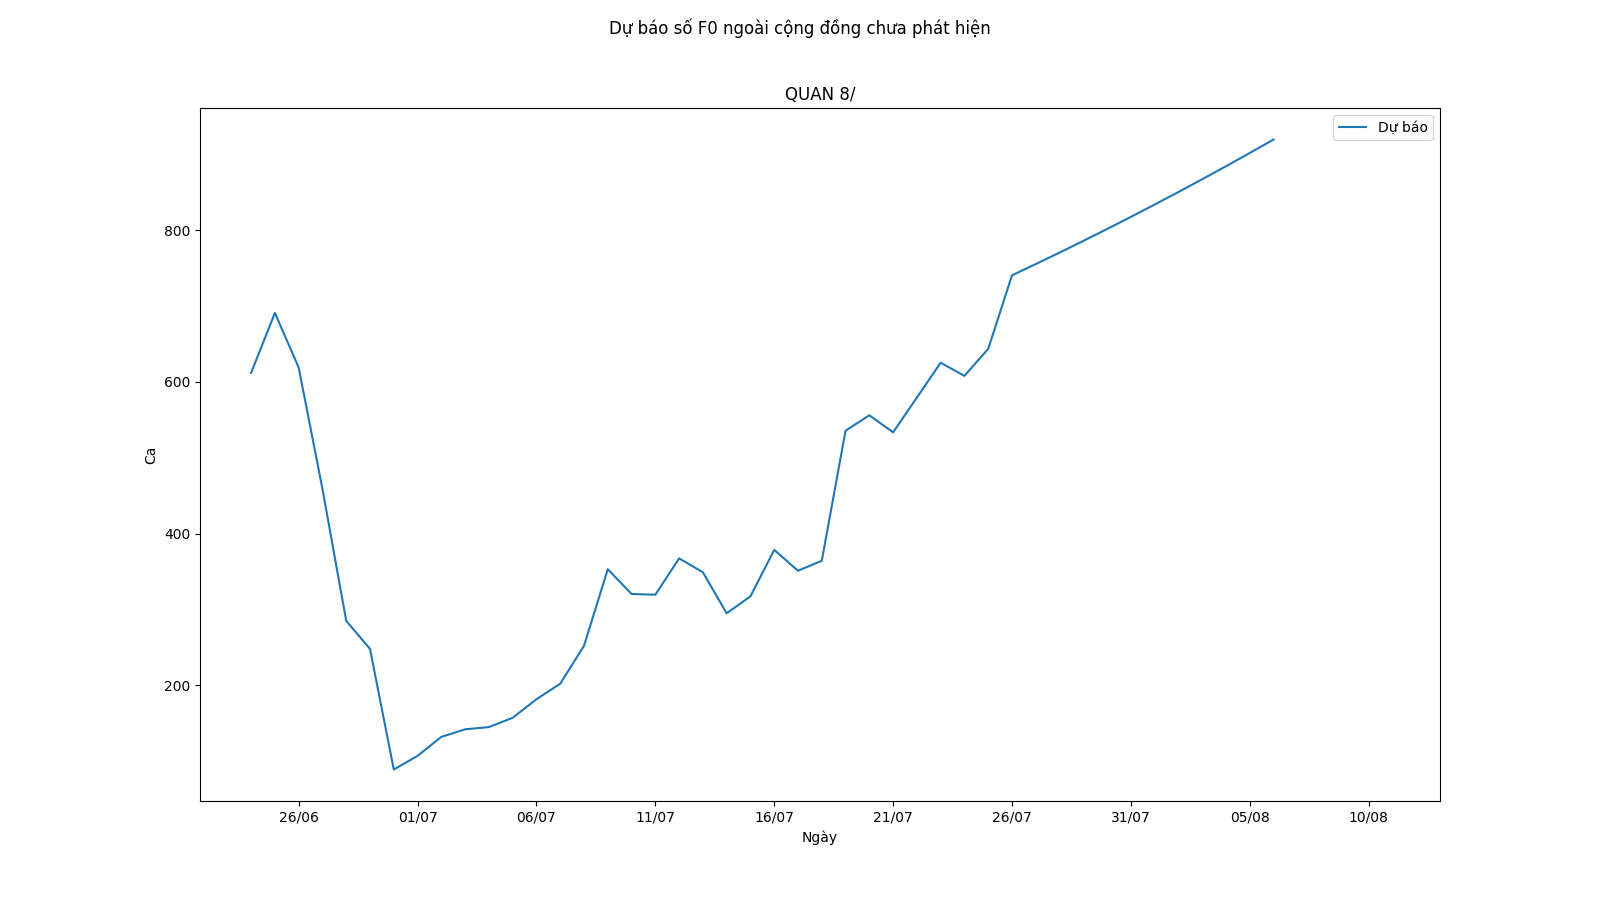 Dự báo số F0 ngoài cộng đồng chưa phát hiện
QUAN 8/
Dự báo
800
600
400
200
Ca
26/06 01/07 06/07 11/07 16/07 21/07 26/07 31/07 05/08 10/08
Ngày